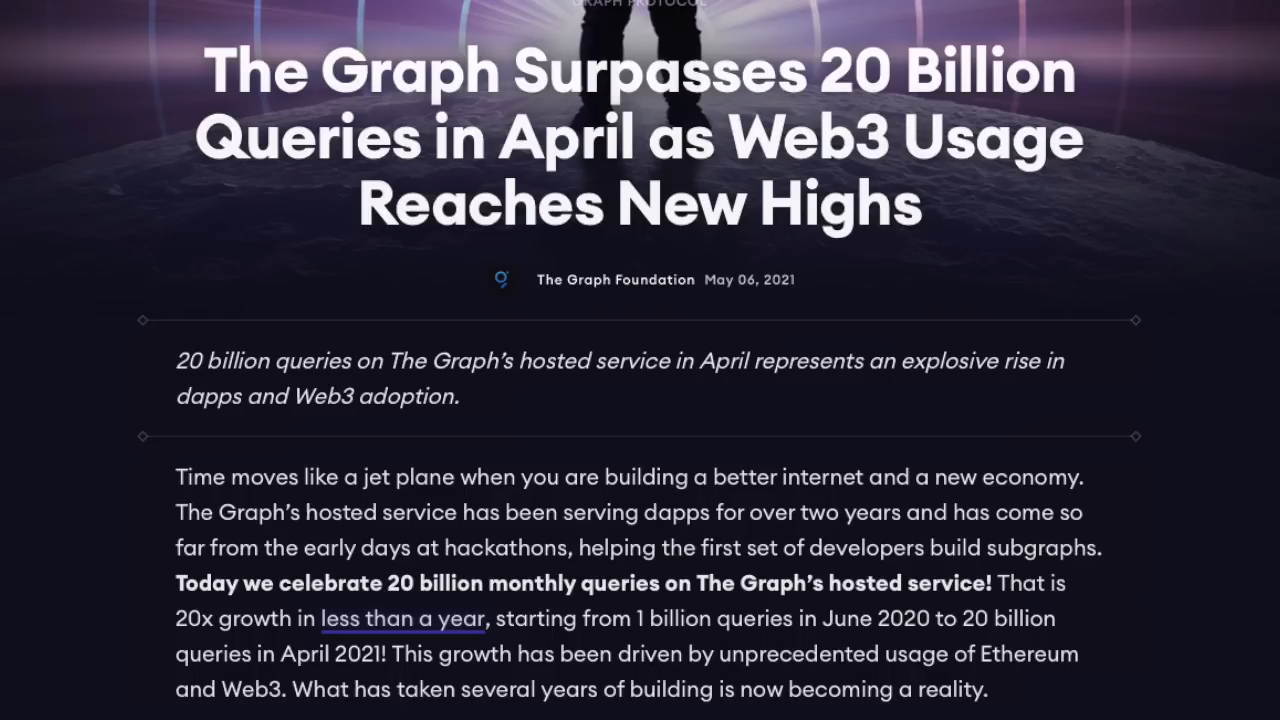 GRAPH PROTOCOL
The Graph Surpasses 20 Billion
Queries in April as Web3 Usage
Reaches New Highs
The Graph Foundation May 06, 2021
20 billion queries on The Graph’s hosted service in April represents an explosive rise in
dapps and Web3 adoption.
Time moves like a jet plane when you are building a better internet and a new economy.
The Graph’s hosted service has been serving dapps for over two years and has come so
far from the early days at hackathons, helping the first set of developers build subgraphs.
Today we celebrate 20 billion monthly queries on The Graph’s hosted service! That is
20x growth in less than a year, starting from 1 billion queries in June 2020 to 20 billion
queries in April 2021! This growth has been driven by unprecedented usage of Ethereum
and Web3. What has taken several years of building is now becoming a reality.